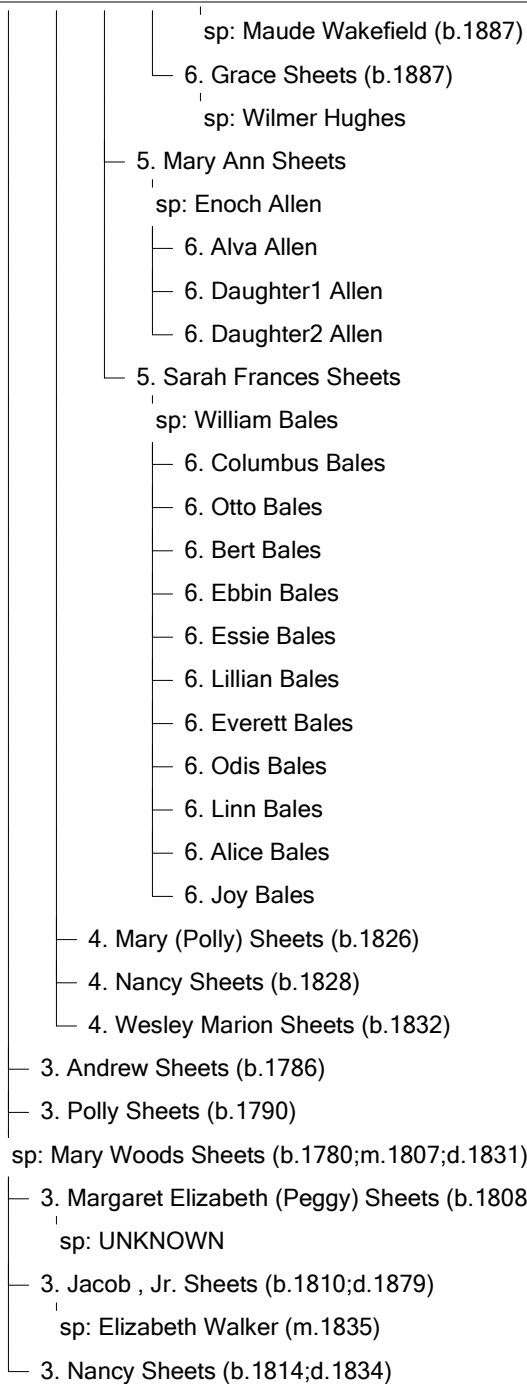 sp: Maude Wakefield (b.1887)
6. Grace Sheets (b.1887)
sp: Wilmer Hughes
5. Mary Ann Sheets
sp: Enoch Allen
6. Alva Allen
6. Daughter1 Allen
6. Daughter2 Allen
5. Sarah Frances Sheets
sp: William Bales
6. Columbus Bales
6. Otto Bales
6. Bert Bales
6. Ebbin Bales
6. Essie Bales
6. Lillian Bales
6. Everett Bales
6. Odis Bales
6. Linn Bales
6. Alice Bales
6. Joy Bales
4. Mary (Polly) Sheets (b.1826)
4. Nancy Sheets (b.1828)
4. Wesley Marion Sheets (b.1832)
3. Andrew Sheets (b.1786)
3. Polly Sheets (b.1790)
sp: Mary Woods Sheets (b.1780;m.1807;d.1831)
3. Margaret Elizabeth (Peggy) Sheets (b.1808
sp: UNKNOWN
3. Jacob , Jr. Sheets (b.1810;d.1879)
sp: Elizabeth Walker (m.1835)
3. Nancy Sheets (b.1814;d.1834)